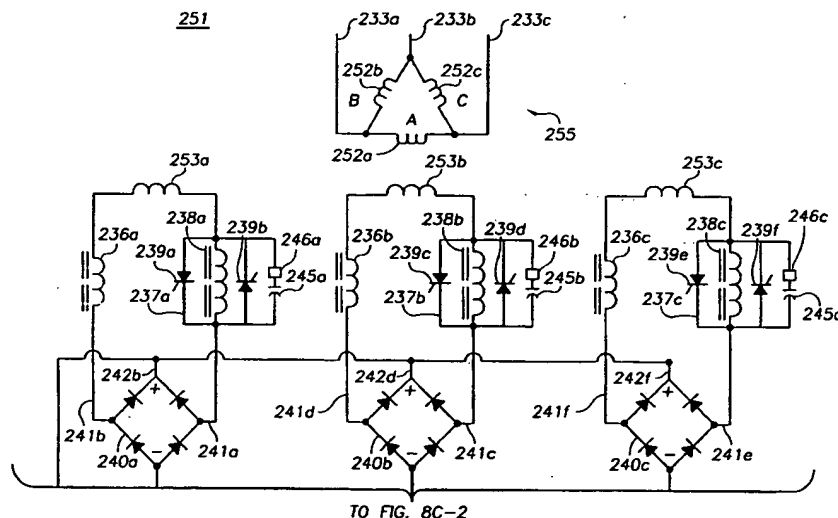 251
233a 233b 233c
252b 252c
B C
A
252a
255
253a 253b 253c
236a 238a 239b 246a
239a 245a
237a
236b 238b 239d 246b
239c 245b
237b
236c 238c 239f 246c
239e
237c
242b 242d 242f
+ + +
241b 241d 241f
240a 241a 240b 241c 240c 241e
- - -
TO FIG. 8C-2